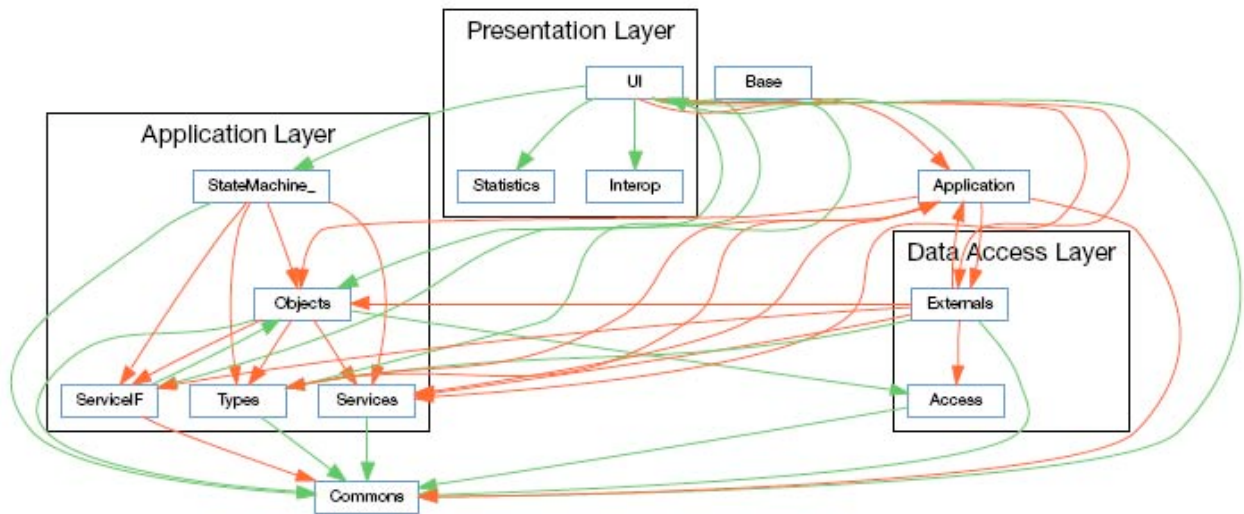 Presentation Layer
UI
Base
Application Layer
StateMachine_
Statistics
Interop
Application
Data Access Layer
Objects
Externals
ServiceIF
Types
Services
Access
Commons